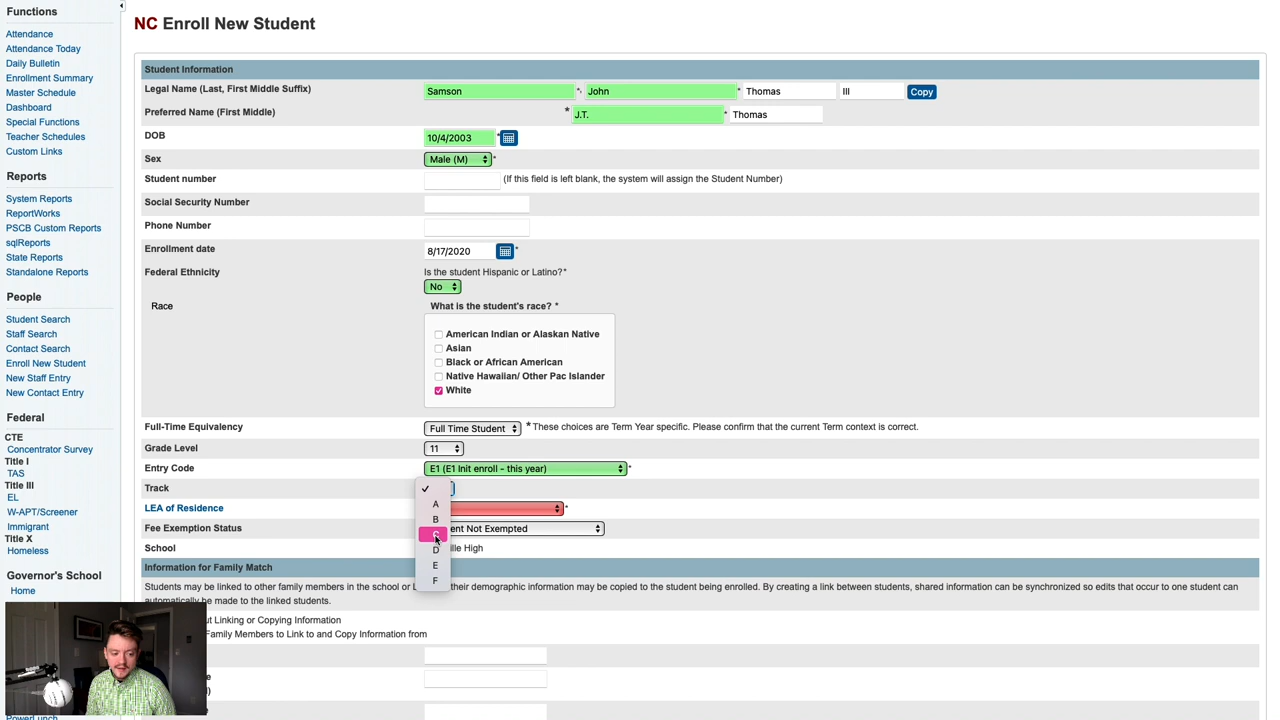 Functions
Attendance
Attendance Today
Daily Bulletin
Enrollment Summary
Master Schedule
Dashboard
Special Functions
Teacher Schedules
Custom Links
Reports
System Reports
ReportWorks
PSCB Custom Reports
sqlReports
State Reports
Standalone Reports
People
Student Search
Staff Search
Contact Search
Enroll New Student
New Staff Entry
New Contact Entry
Federal
CTE
Concentrator Survey
Title I
TAS
Title III
EL
W-APT/Screener
Immigrant
Title X
Homeless
Governor's School
Home
NC Enroll New Student
Student Information
Legal Name (Last, First Middle Suffix) Samson *, John * Thomas III Copy
Preferred Name (First Middle) * J.T. * Thomas
DOB 10/4/2003 *
Sex Male (M) *
Student number (If this field is left blank, the system will assign the Student Number)
Social Security Number
Phone Number
Enrollment date 8/17/2020 *
Federal Ethnicity Is the student Hispanic or Latino?*
No
Race What is the student's race? *
American Indian or Alaskan Native
Asian
Black or African American
Native Hawaiian/ Other Pac Islander
White
Full-Time Equivalency Full Time Student * These choices are Term Year specific. Please confirm that the current Term context is correct.
Grade Level 11
Entry Code E1 (E1 Init enroll - this year) *
Track
A
B
C
D
E
F
LEA of Residence *
Fee Exemption Status ent Not Exempted
School ille High
Information for Family Match
Students may be linked to other family members in the school or their demographic information may be copied to the student being enrolled. By creating a link between students, shared information can be synchronized so edits that occur to one student can
automatically be made to the linked students.
ut Linking or Copying Information
Family Members to Link to and Copy Information from